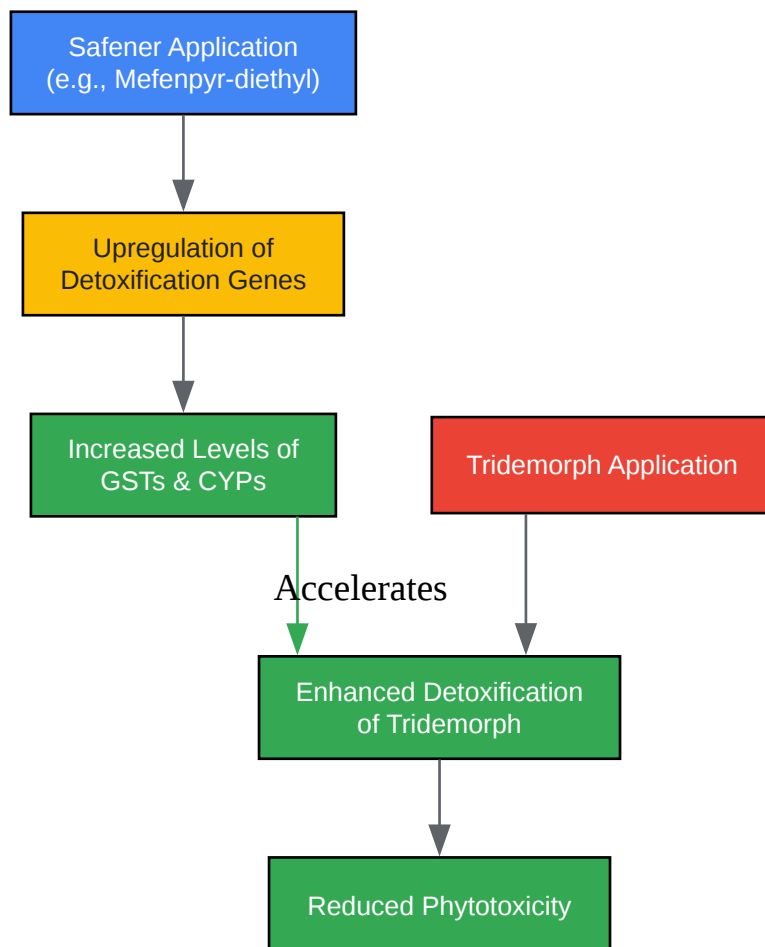 Safener Application
(e.g., Mefenpyr-diethyl)
Upregulation of
Detoxification Genes
Increased Levels of
GSTs & CYPs
Tridemorph Application
Accelerates
Enhanced Detoxification
of Tridemorph
Reduced Phytotoxicity